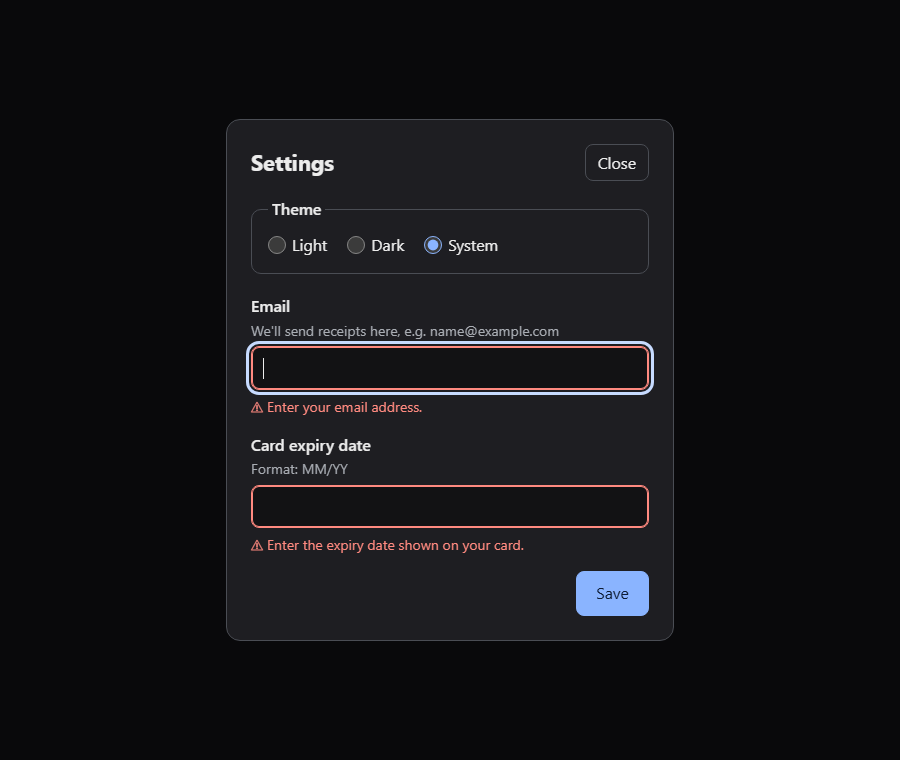 Settings
Close
Theme
Light Dark System
Email
We'll send receipts here, e.g. name@example.com
⚠ Enter your email address.
Card expiry date
Format: MM/YY
⚠ Enter the expiry date shown on your card.
Save